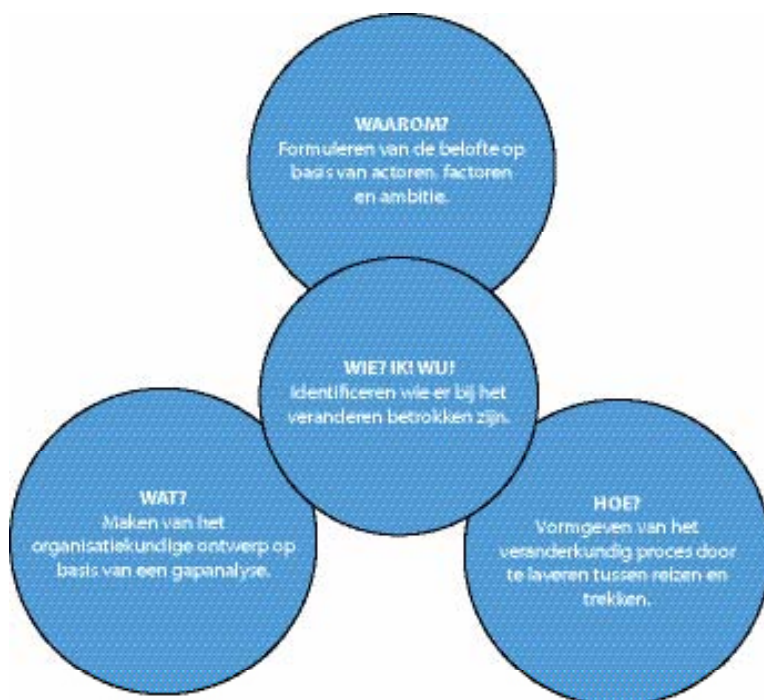 WAAROM?
Formuleren van de belofte op
basis van actoren, factoren
en ambitie.
WIE? IK! WIJ!
Identificeren wie er bij het
veranderen betrokken zijn.
WAT?
Maken van het
organisatiekundige ontwerp op
basis van een gapanalyse.
HOE?
Vormgeven van het
veranderkundig proces door
te laveren tussen reizen en
trekken.